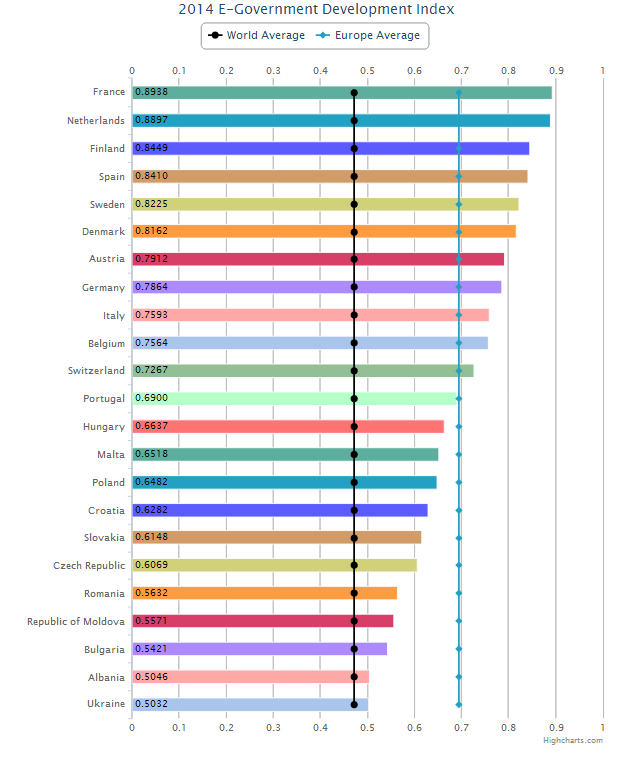 2014 E-Government Development Index
World Average Europe Average
0 0.1 0.2 0.3 0.4 0.5 0.6 0.7 0.8 0.9 1
France 0.8938
Netherlands 0.8897
Finland 0.8449
Spain 0.8410
Sweden 0.8225
Denmark 0.8162
Austria 0.7912
Germany 0.7864
Italy 0.7593
Belgium 0.7564
Switzerland 0.7267
Portugal 0.6900
Hungary 0.6637
Malta 0.6518
Poland 0.6482
Croatia 0.6282
Slovakia 0.6148
Czech Republic 0.6069
Romania 0.5632
Republic of Moldova 0.5571
Bulgaria 0.5421
Albania 0.5046
Ukraine 0.5032
0 0.1 0.2 0.3 0.4 0.5 0.6 0.7 0.8 0.9 1
Highcharts.com